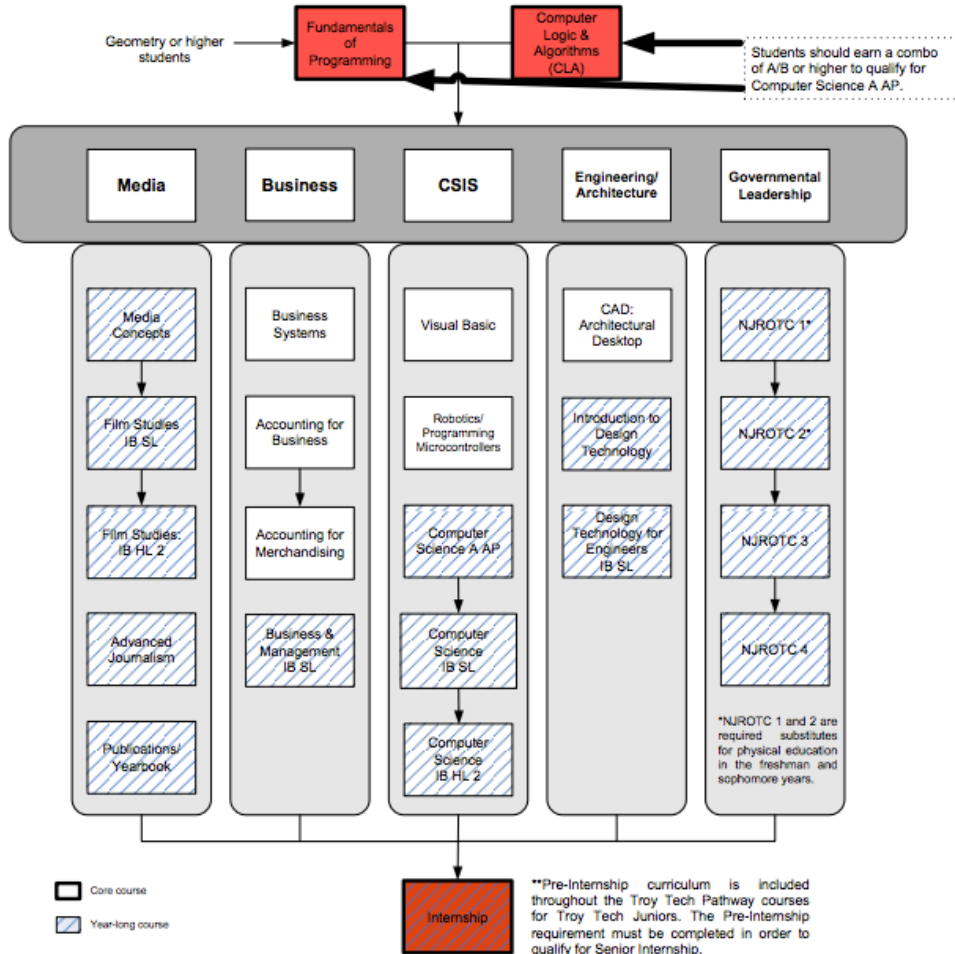 Geometry or higher
students
Fundamentals
of
Programming
Computer
Logic &
Algorithms
(CLA)
Students should earn a combo
of A/B or higher to qualify for
Computer Science A AP.
Media
Business
CSIS
Engineering/
Architecture
Governmental
Leadership
Media
Concepts
Film Studies
IB SL
Film Studies:
IB HL 2
Advanced
Journalism
Publications/
Yearbook
Business
Systems
Accounting for
Business
Accounting for
Merchandising
Business &
Management
IB SL
Visual Basic
Robotics/
Programming
Microcontrollers
Computer
Science A AP
Computer
Science
IB SL
Computer
Science
IB HL 2
CAD:
Architectural
Desktop
Introduction to
Design
Technology
Design
Technology for
Engineers
IB SL
NJROTC 1*
NJROTC 2*
NJROTC 3
NJROTC 4
*NJROTC 1 and 2 are
required substitutes
for physical education
in the freshman and
sophomore years.
Core course
Year-long course
Internship
**Pre-Internship curriculum is included
throughout the Troy Tech Pathway courses
for Troy Tech Juniors. The Pre-Internship
requirement must be completed in order to
qualify for Senior Internship.